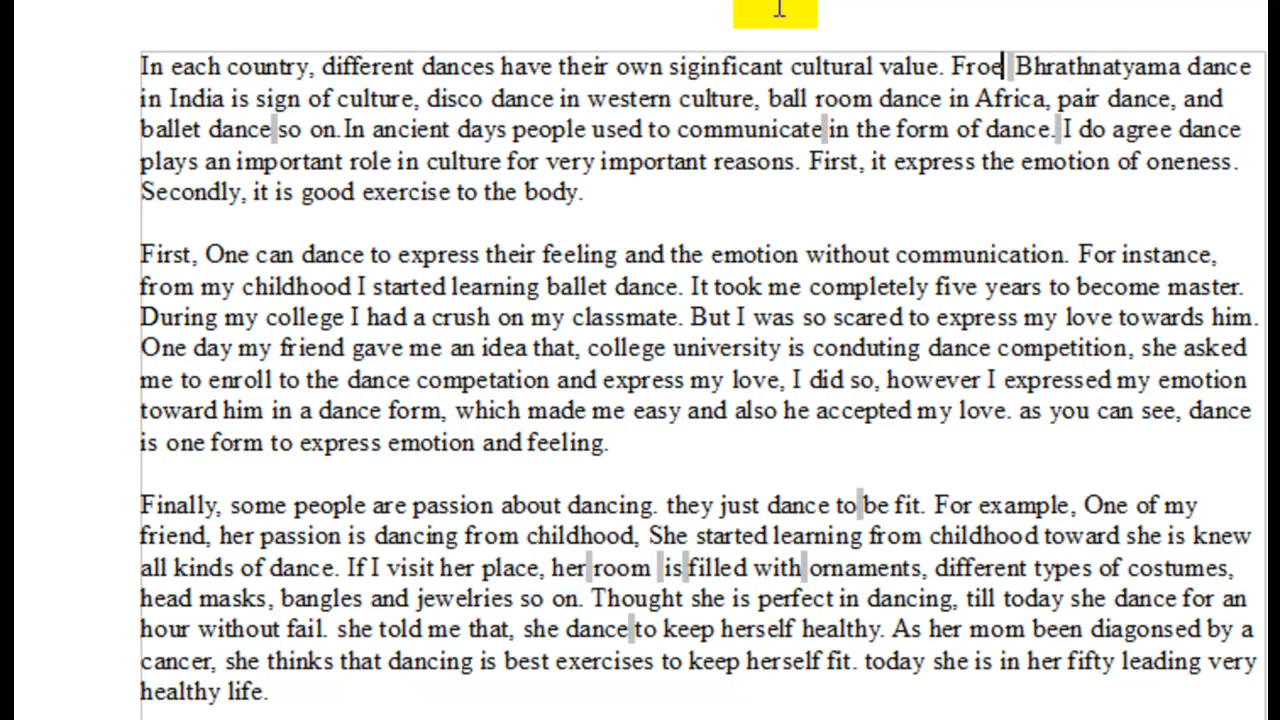 In each country, different dances have their own siginficant cultural value. Froe Bhrathnatyama dance
in India is sign of culture, disco dance in western culture, ball room dance in Africa, pair dance, and
ballet dance so on.In ancient days people used to communicate in the form of dance. I do agree dance
plays an important role in culture for very important reasons. First, it express the emotion of oneness.
Secondly, it is good exercise to the body.
First, One can dance to express their feeling and the emotion without communication. For instance,
from my childhood I started learning ballet dance. It took me completely five years to become master.
During my college I had a crush on my classmate. But I was so scared to express my love towards him.
One day my friend gave me an idea that, college university is conduting dance competition, she asked
me to enroll to the dance competation and express my love, I did so, however I expressed my emotion
toward him in a dance form, which made me easy and also he accepted my love. as you can see, dance
is one form to express emotion and feeling.
Finally, some people are passion about dancing. they just dance to be fit. For example, One of my
friend, her passion is dancing from childhood, She started learning from childhood toward she is knew
all kinds of dance. If I visit her place, her room is filled with ornaments, different types of costumes,
head masks, bangles and jewelries so on. Thought she is perfect in dancing, till today she dance for an
hour without fail. she told me that, she dance to keep herself healthy. As her mom been diagonsed by a
cancer, she thinks that dancing is best exercises to keep herself fit. today she is in her fifty leading very
healthy life.